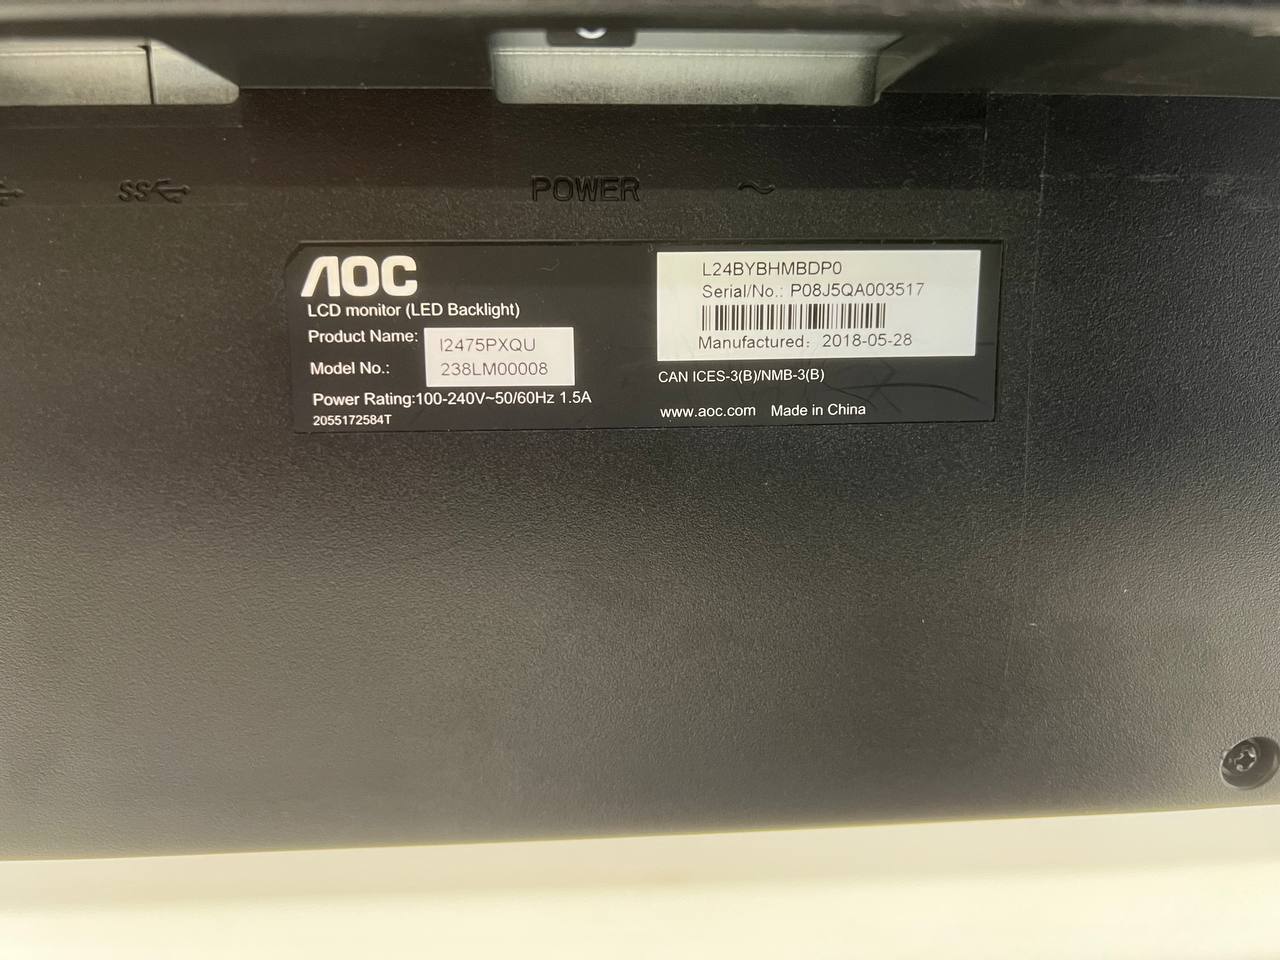 SS
POWER ~
AOC
LCD monitor (LED Backlight)
Product Name: I2475PXQU
Model No.: 238LM00008
Power Rating:100-240V~50/60Hz 1.5A
2055172584T
L24BYBHMBDP0
Serial/No.: P08J5QA003517
Manufactured: 2018-05-28
CAN ICES-3(B)/NMB-3(B)
www.aoc.com Made in China